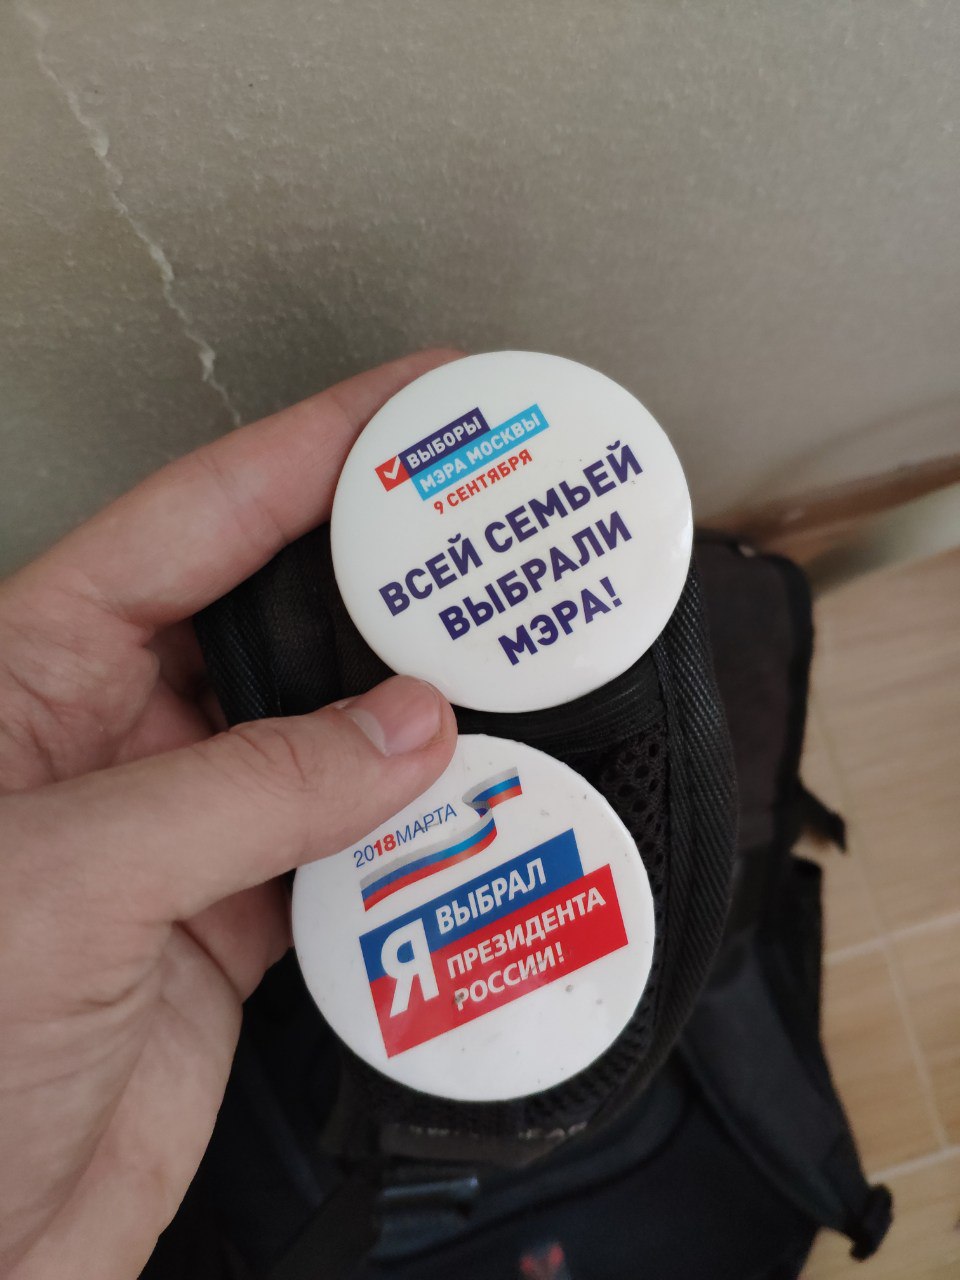 ВЫБОРЫ
МЭРА МОСКВЫ
9 СЕНТЯБРЯ
ВСЕЙ СЕМЬЕЙ
ВЫБРАЛИ
МЭРА!
2018МАРТА
Я ВЫБРАЛ
ПРЕЗИДЕНТА
РОССИИ!